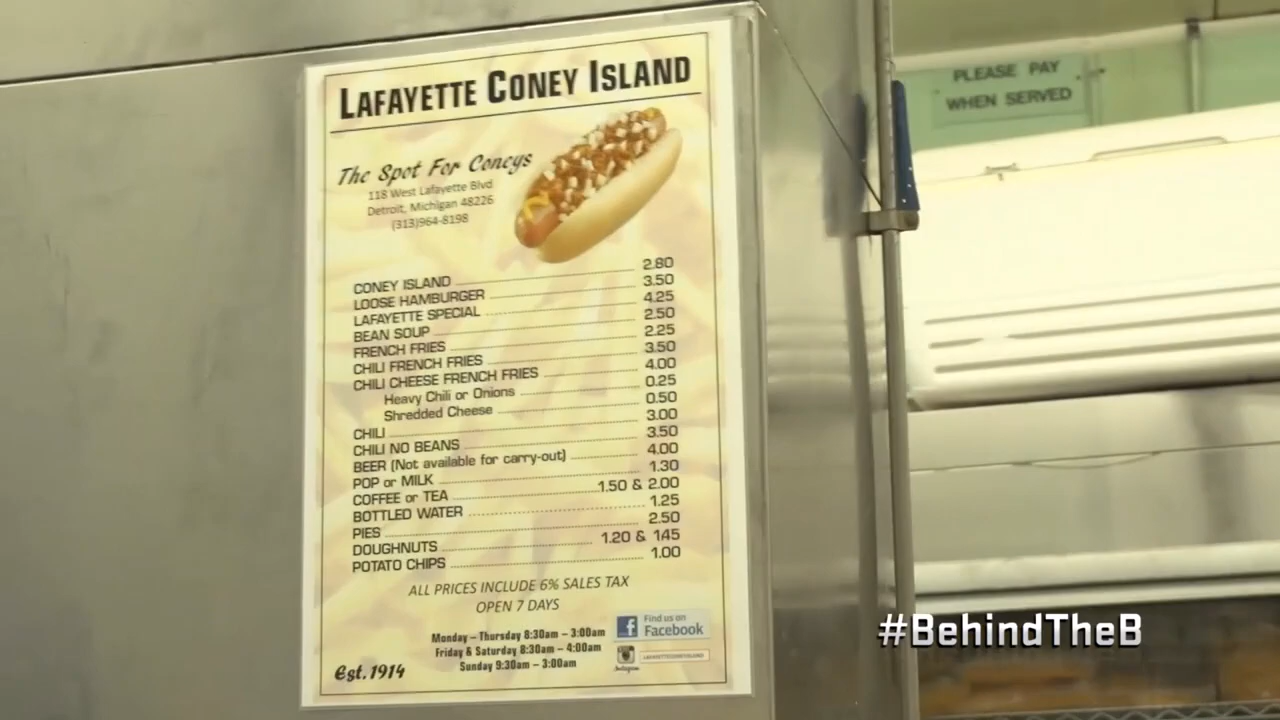 LAFAYETTE CONEY ISLAND
PLEASE PAY
WHEN SERVED
The Spot For Coneys
118 West Lafayette Blvd
Detroit, Michigan 48226
(313)964-8198
CONEY ISLAND 2.80
LOOSE HAMBURGER 3.50
LAFAYETTE SPECIAL 4.25
BEAN SOUP 2.50
FRENCH FRIES 2.25
CHILI FRENCH FRIES 3.50
CHILI CHEESE FRENCH FRIES 4.00
Heavy Chili or Onions 0.25
Shredded Cheese 0.50
CHILI 3.00
CHILI NO BEANS 3.50
BEER (Not available for carry-out) 4.00
POP or MILK 1.30
COFFEE or TEA 1.50 & 2.00
BOTTLED WATER 1.25
PIES 2.50
DOUGHNUTS 1.20 & 1.45
POTATO CHIPS 1.00
ALL PRICES INCLUDE 6% SALES TAX
OPEN 7 DAYS
Monday – Thursday 8:30am – 3:00am
Friday & Saturday 8:30am – 4:00am
Sunday 9:30am – 3:00am
Est. 1914
Find us on
Facebook
Instagram
LAFAYETTECONEYISLAND
#BehindTheB